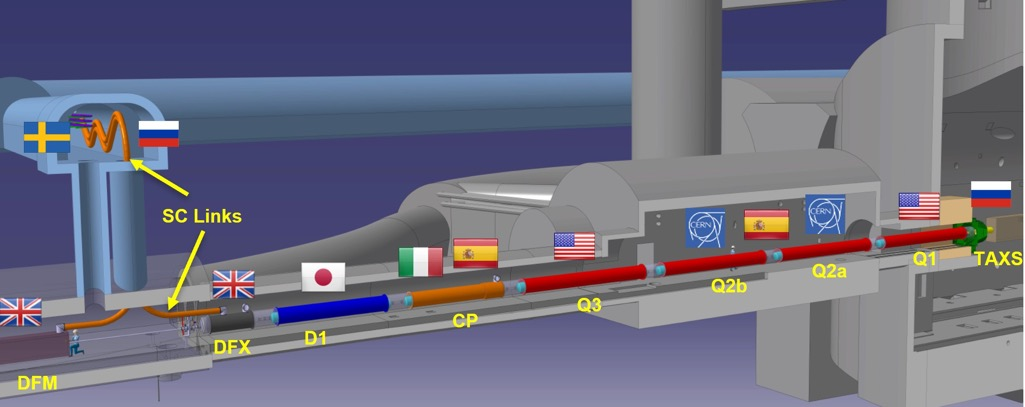 SC Links
CERN
CERN
DFM
DFX
D1
CP
Q3
Q2b
Q2a
Q1
TAXS